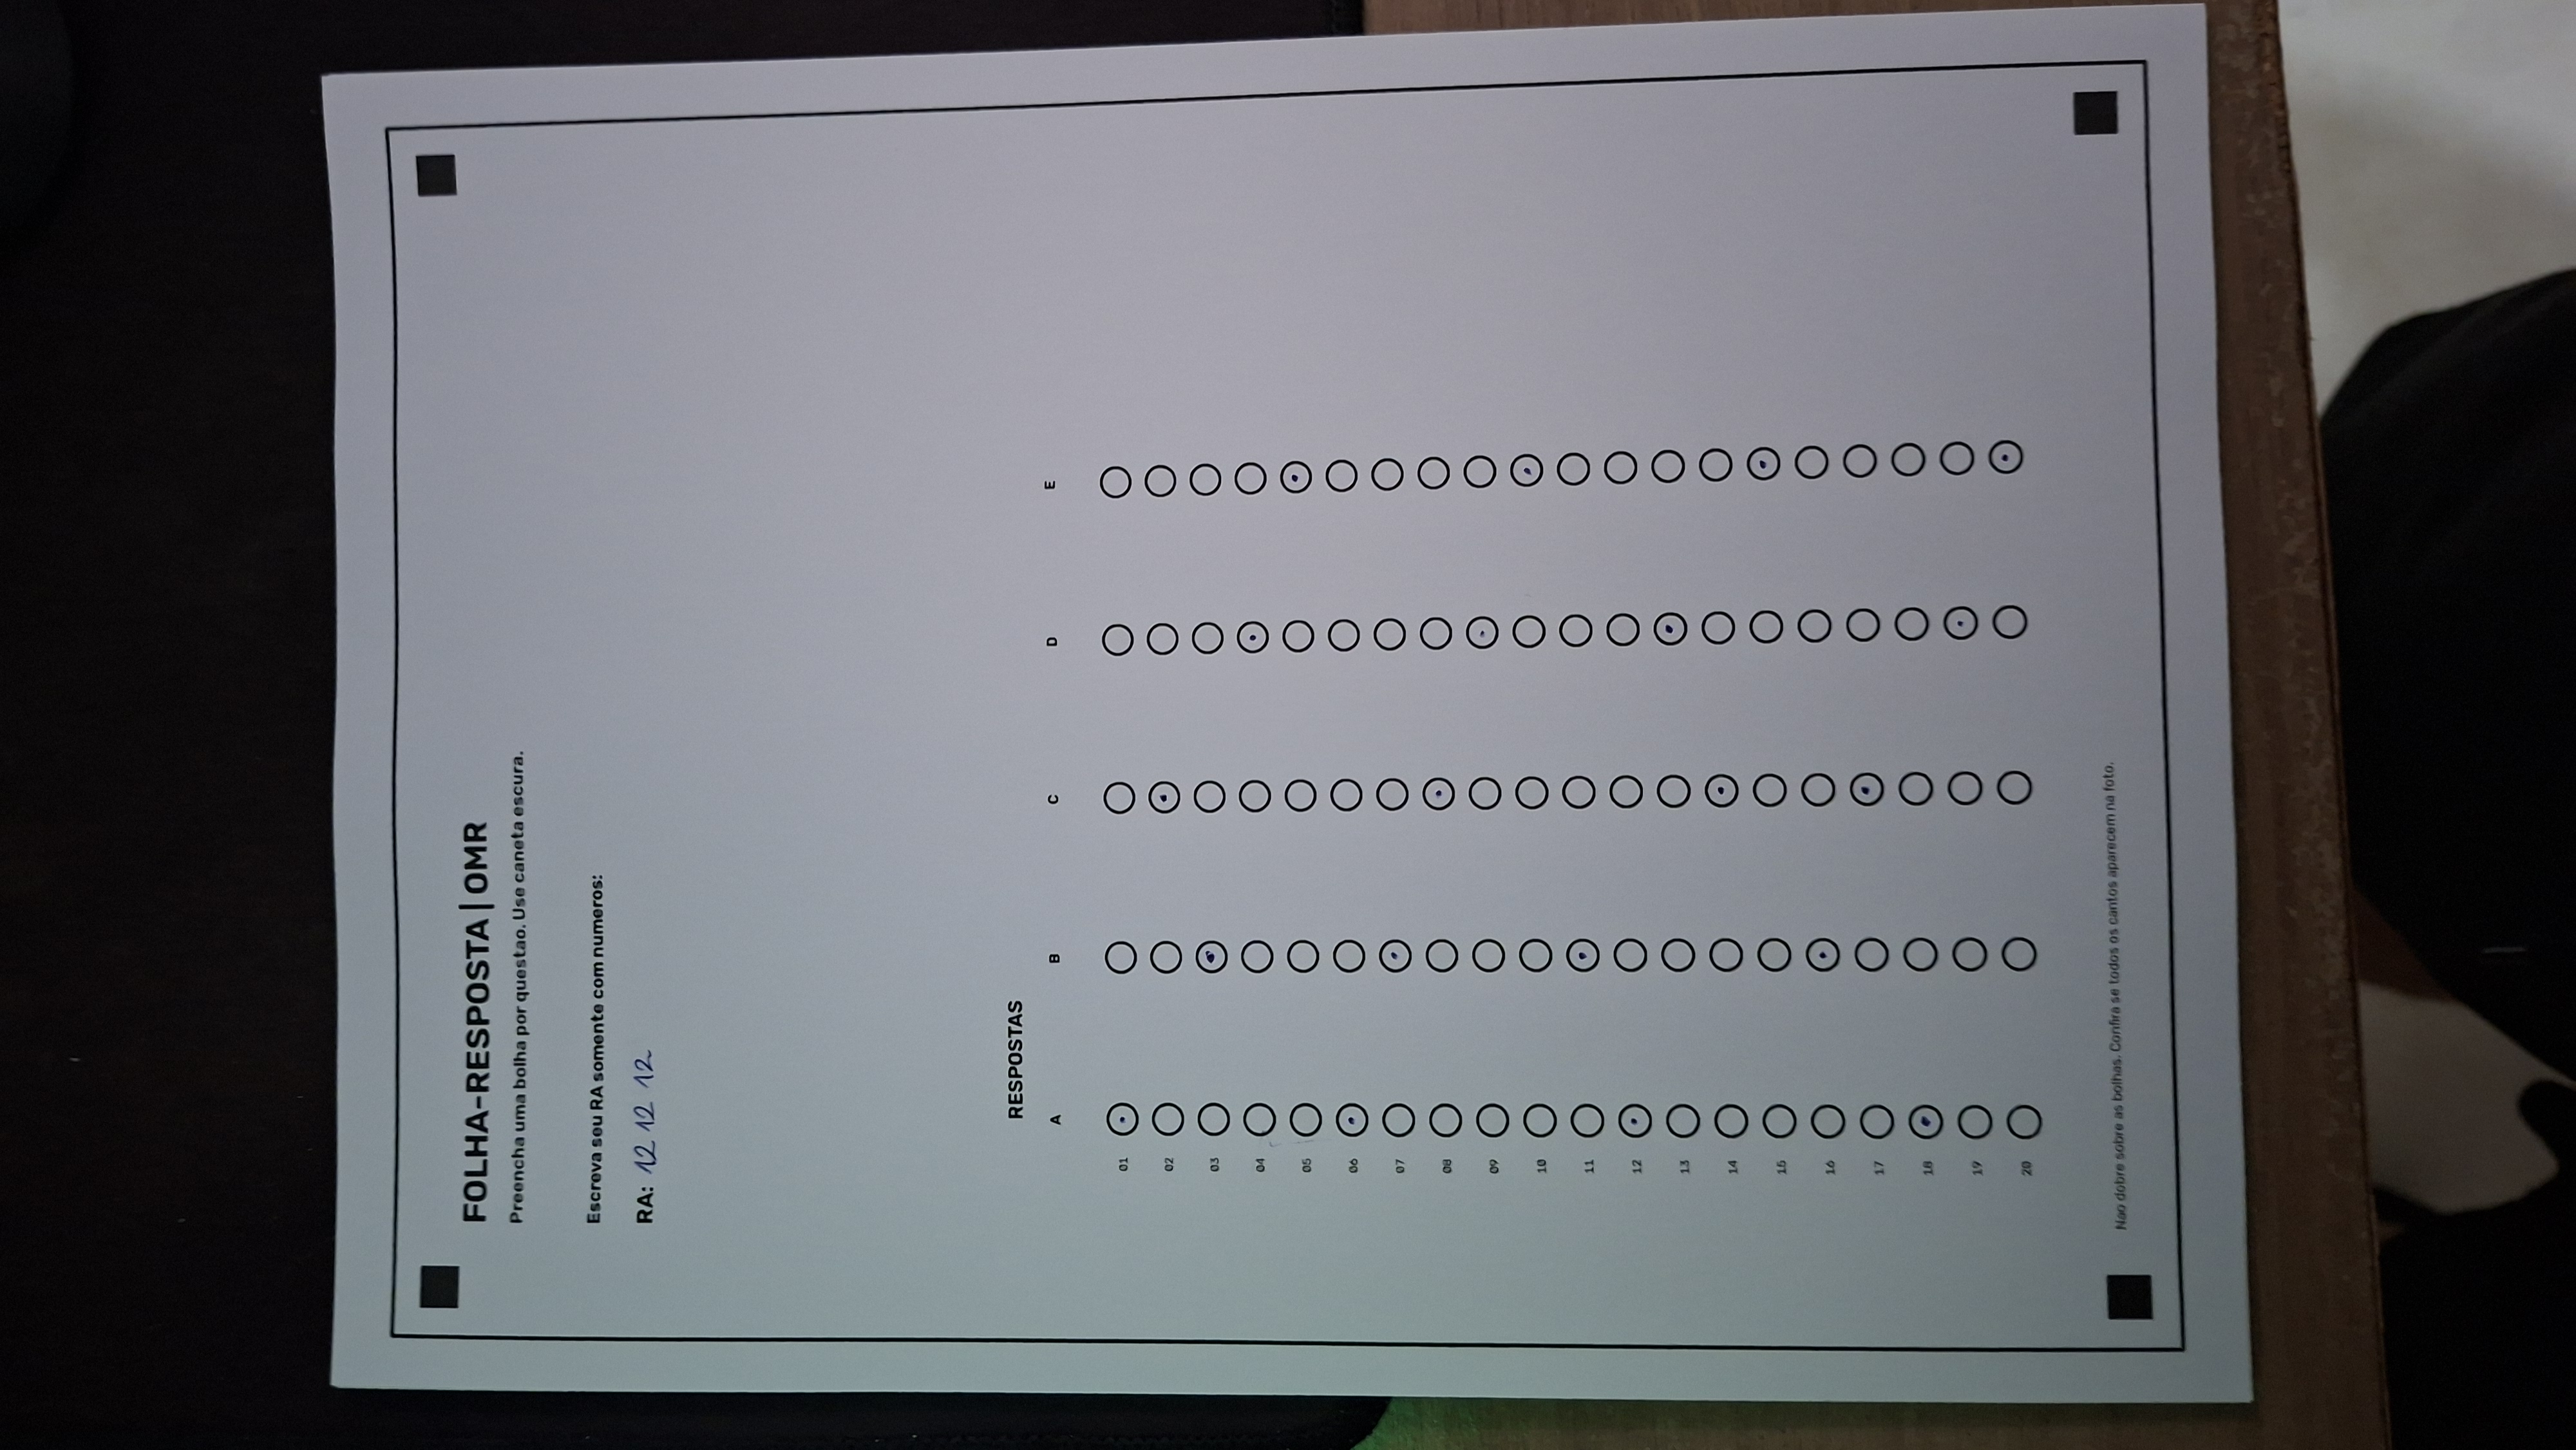 FOLHA-RESPOSTA | OMR
Preencha uma bolha por questao. Use caneta escura.
Escreva seu RA somente com numeros:
RA: 12 12 12
RESPOSTAS
A B C D E
01
02
03
04
05
06
07
08
09
10
11
12
13
14
15
16
17
18
19
20
Nao dobre sobre as bolhas. Confira se todos os cantos aparecem na foto.